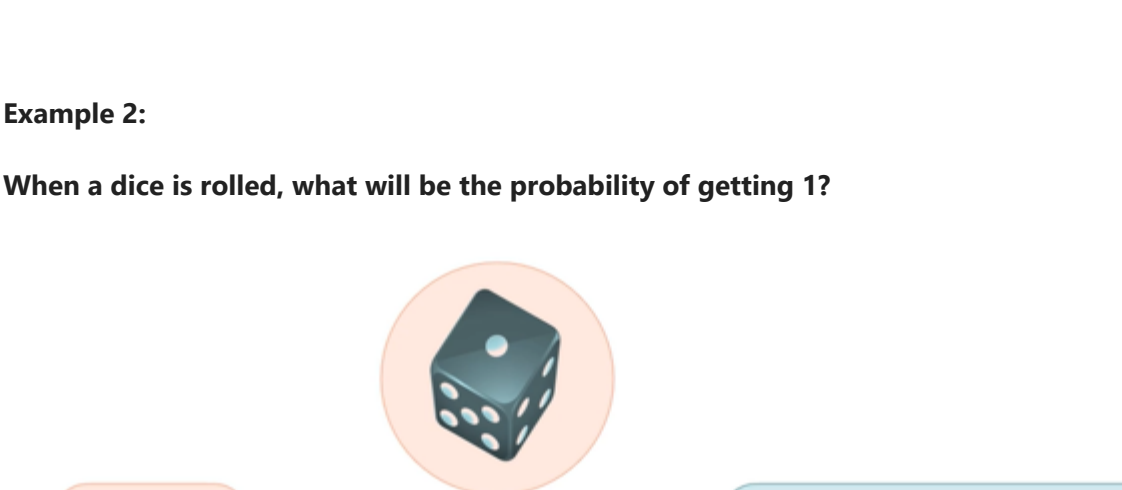 Example 2:
When a dice is rolled, what will be the probability of getting 1?